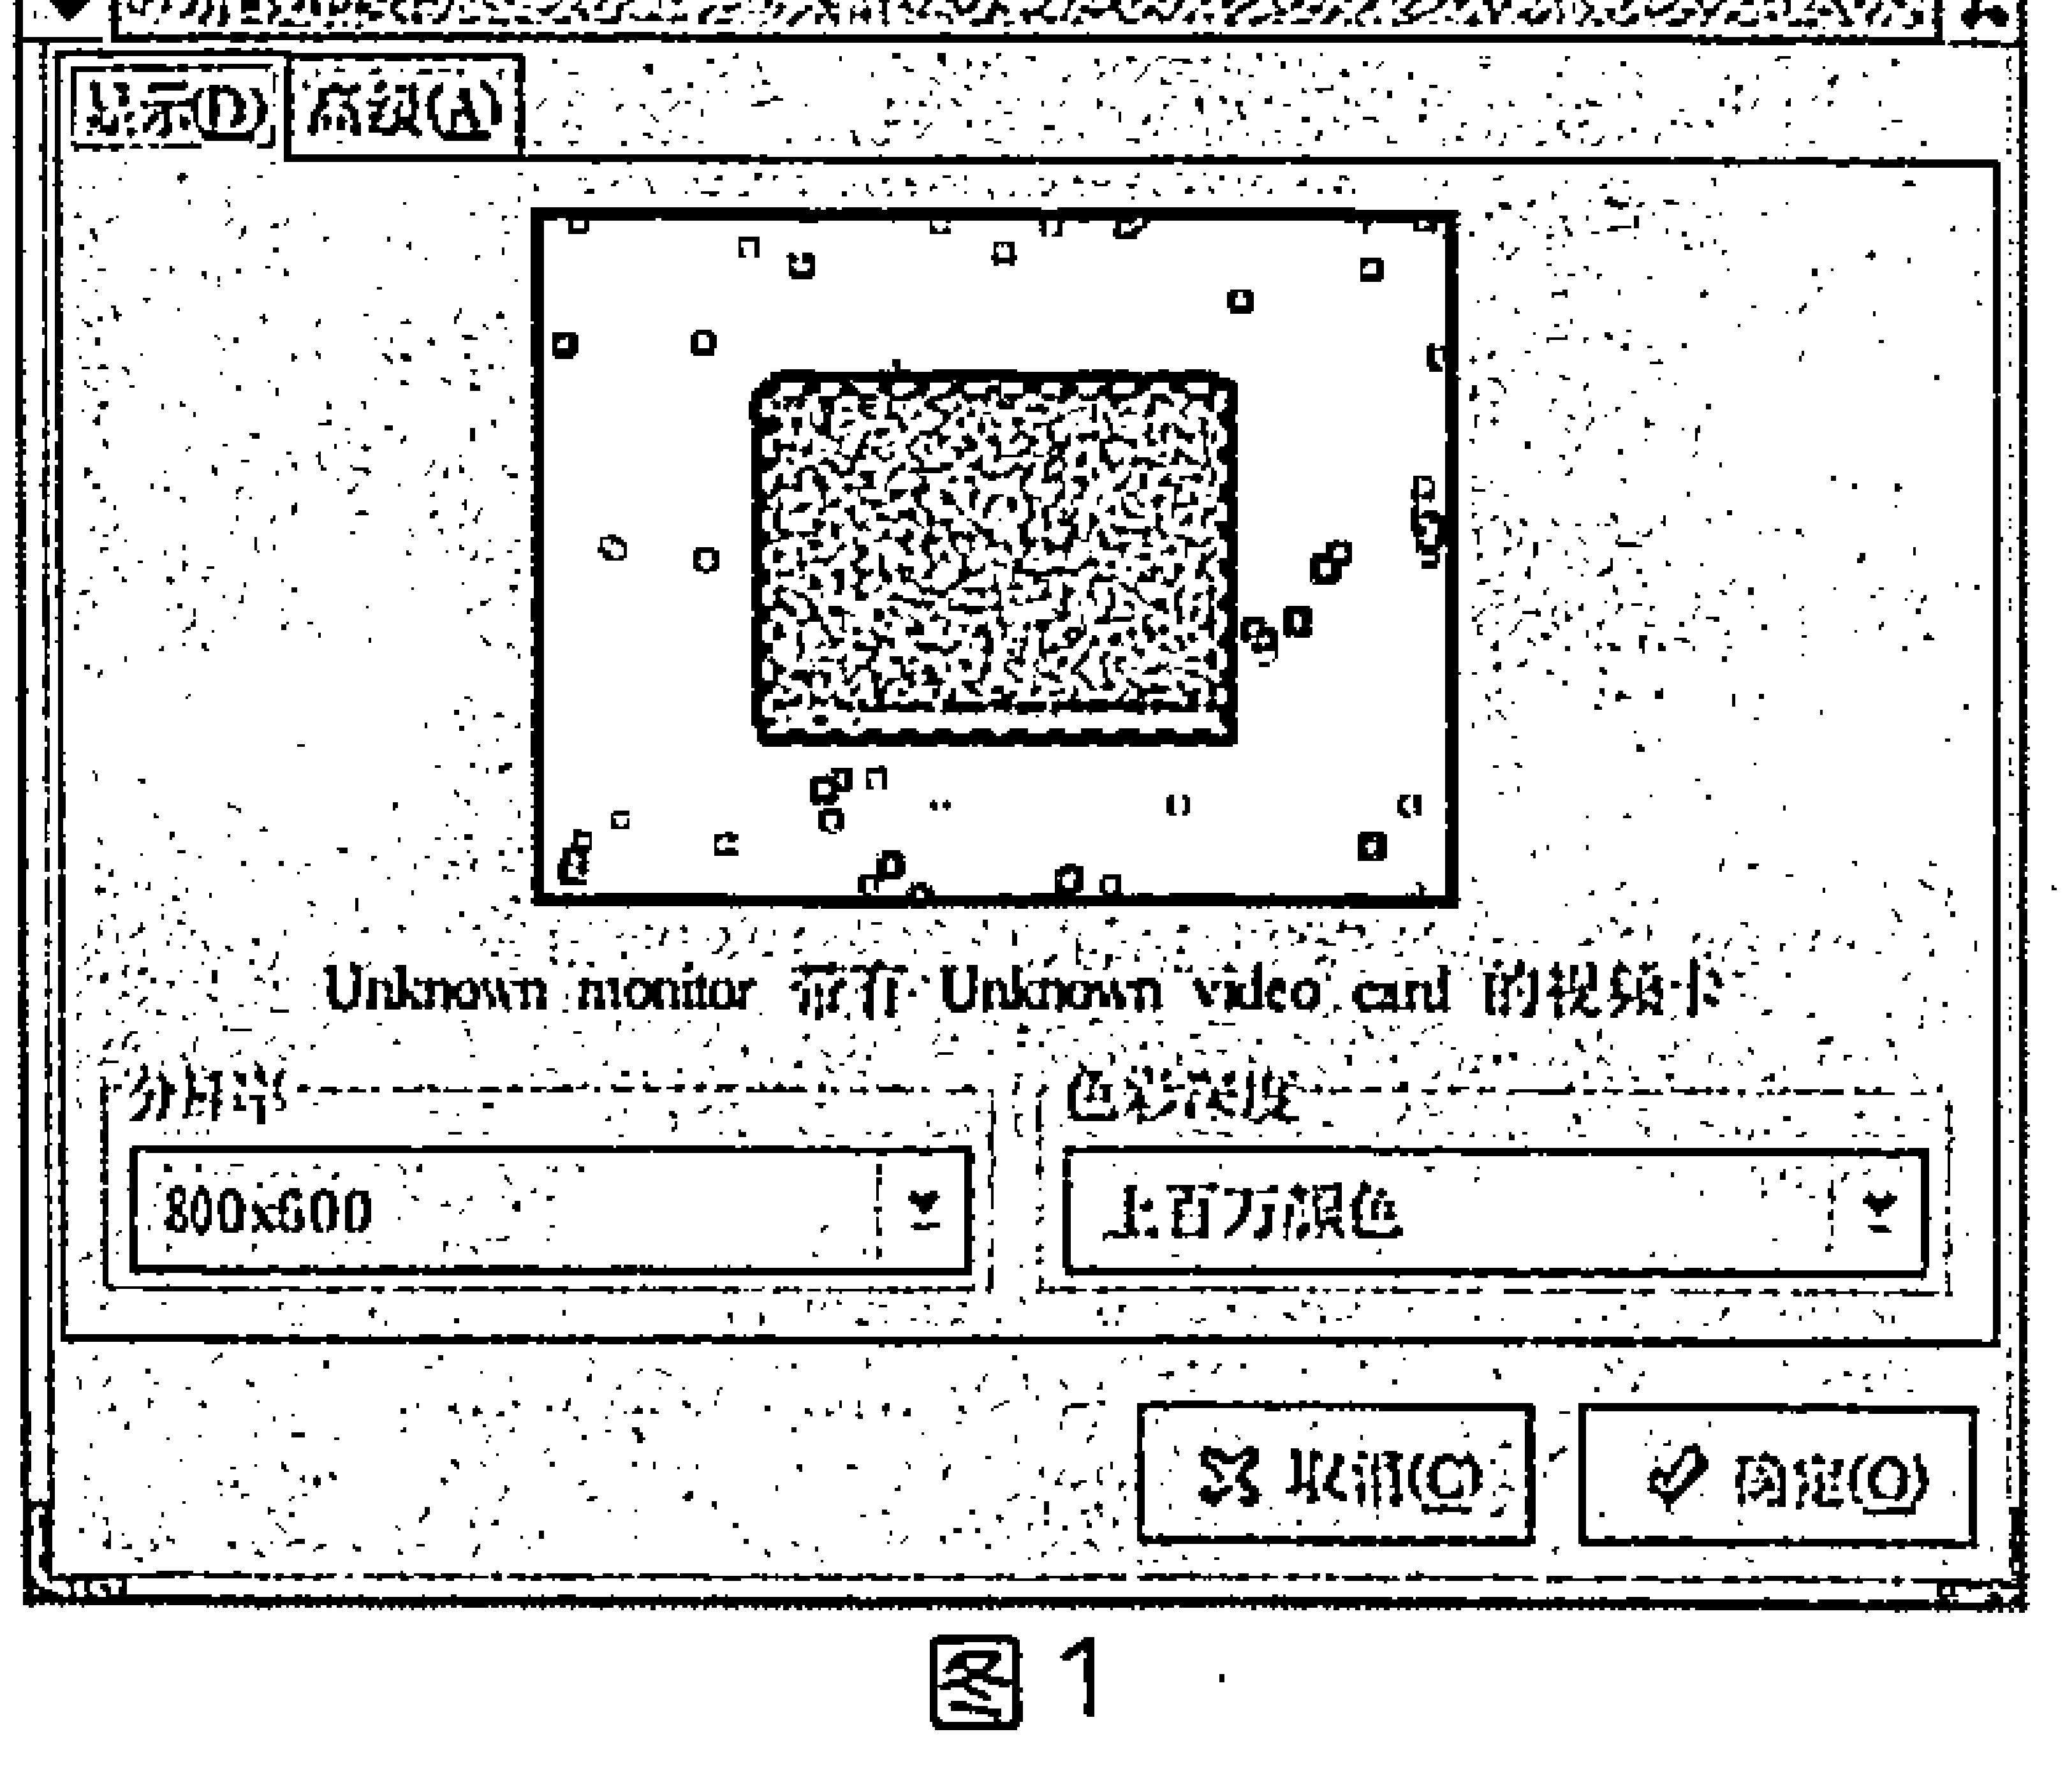 显示(D) 高级(A)
Unknown monitor 带有 Unknown video card 的视频卡
分辨率 色彩深度
800x600 上百万颜色
取消(C) 确定(O)
图1